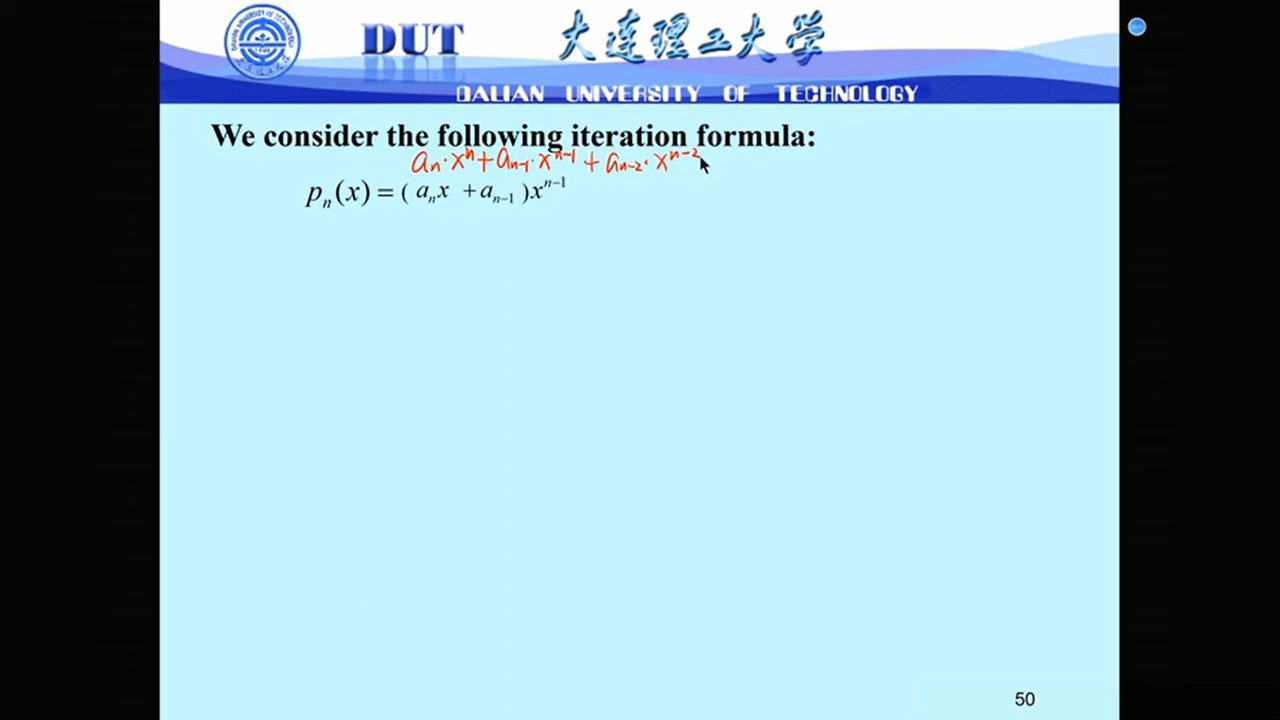 DUT 大连理工大学
DALIAN UNIVERSITY OF TECHNOLOGY
We consider the following iteration formula:
aₙ·xⁿ+aₙ₋₁·xⁿ⁻¹+aₙ₋₂·xⁿ⁻²
pₙ(x)=( aₙx +aₙ₋₁ )xⁿ⁻¹
50